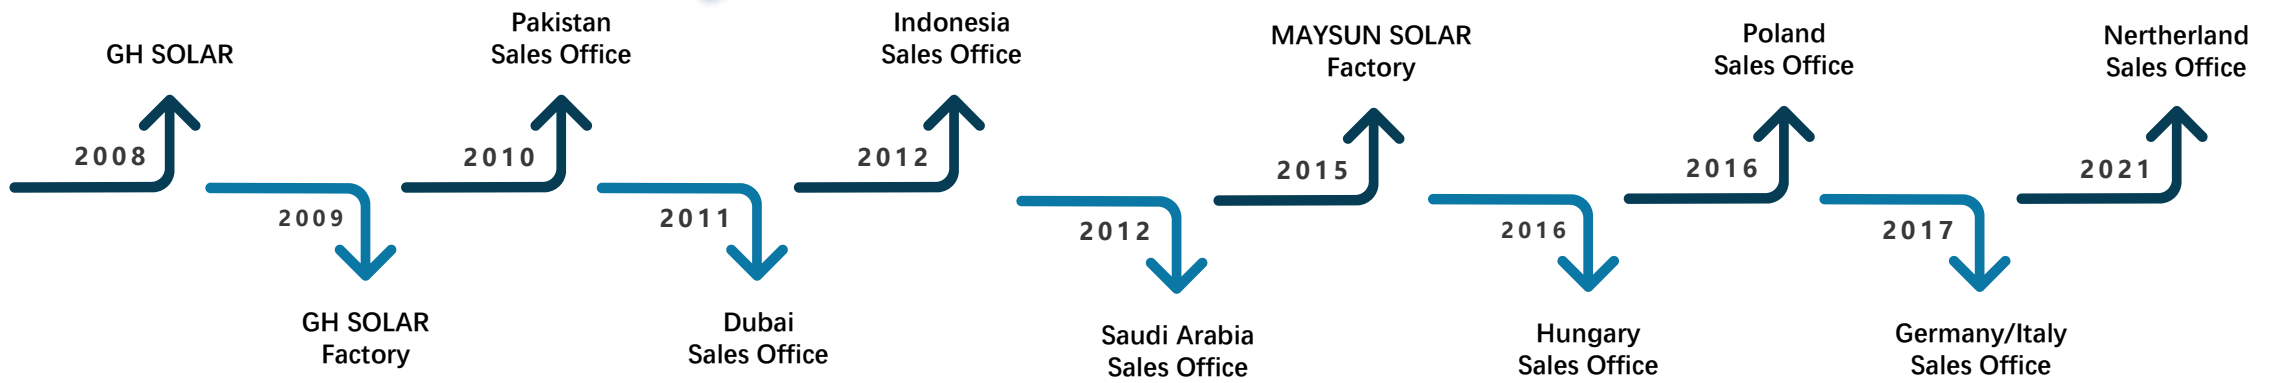 GH SOLAR
2008
2009
GH SOLAR
Factory
Pakistan
Sales Office
2010
2011
Dubai
Sales Office
Indonesia
Sales Office
2012
2012
Saudi Arabia
Sales Office
MAYSUN SOLAR
Factory
2015
2016
Hungary
Sales Office
Poland
Sales Office
2016
2017
Germany/Italy
Sales Office
Nertherland
Sales Office
2021